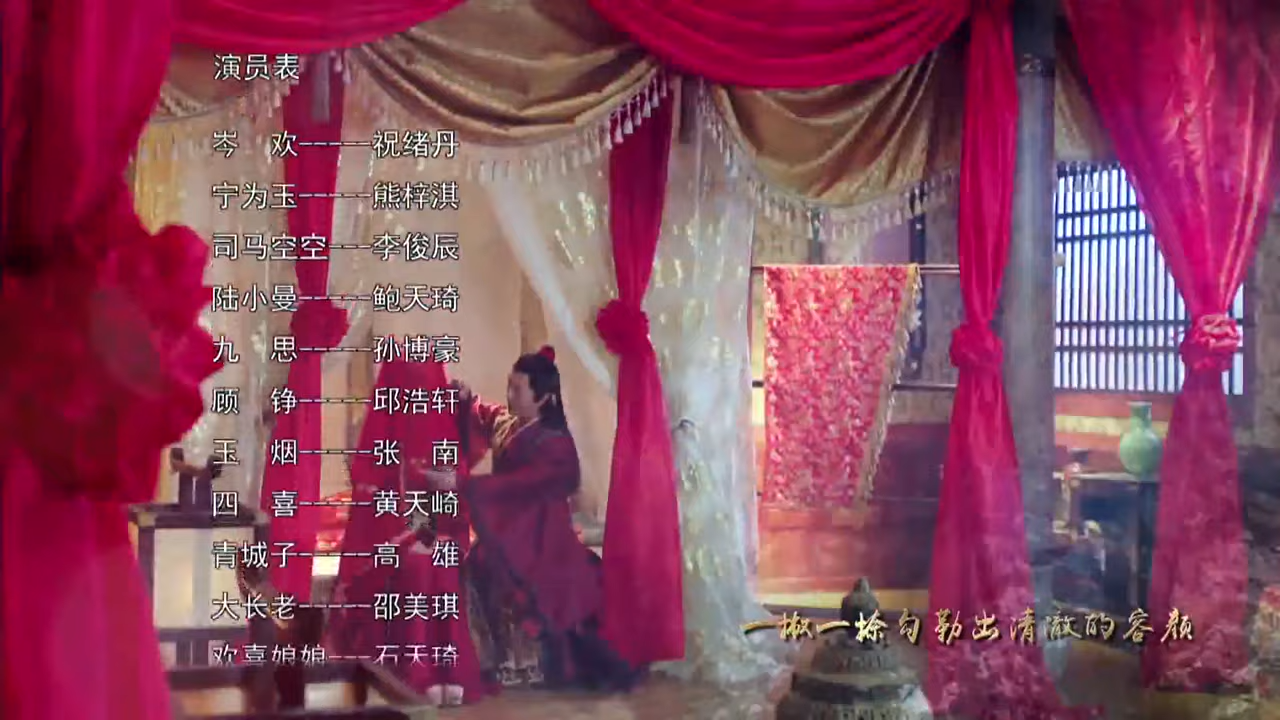 演员表
岑　欢-----祝绪丹
宁为玉-----熊梓淇
司马空空---李俊辰
陆小曼-----鲍天琦
九　思-----孙博豪
顾　铮-----邱浩轩
玉　烟-----张　南
四　喜-----黄天崎
青城子-----高　雄
大长老-----邵美琪
欢喜娘娘---石天琦
一撇一捺勾勒出清澈的容颜